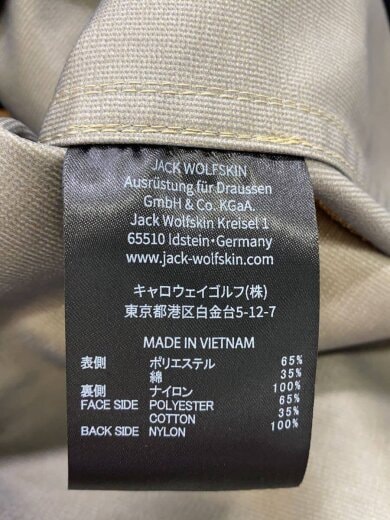 JACK WOLFSKIN
Ausrüstung für Draussen
GmbH & Co. KGaA.
Jack Wolfskin Kreisel 1
65510 Idstein・Germany
www.jack-wolfskin.com
キャロウェイゴルフ(株)
東京都港区白金台5-12-7
MADE IN VIETNAM
表側 ポリエステル 65%
綿 35%
裏側 ナイロン 100%
FACE SIDE POLYESTER 65%
COTTON 35%
BACK SIDE NYLON 100%